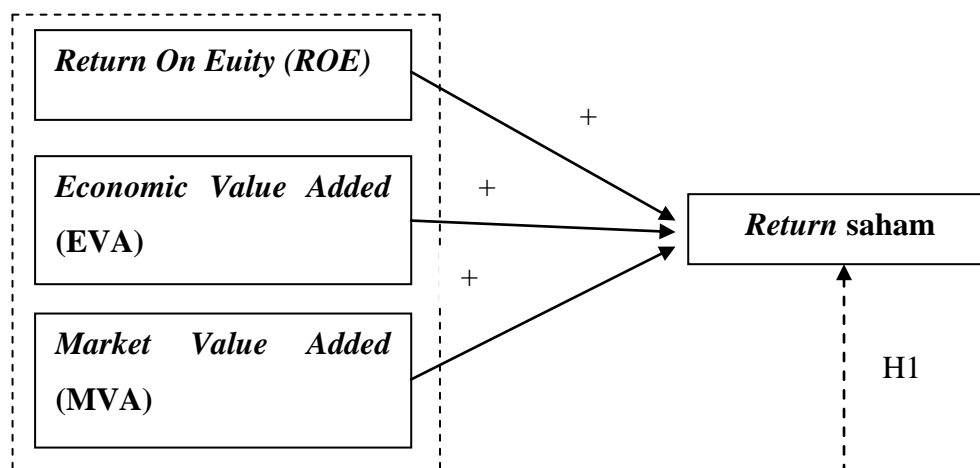 Return On Euity (ROE)
+
Economic Value Added
(EVA)
+
Return saham
+
Market Value Added
(MVA)
H1